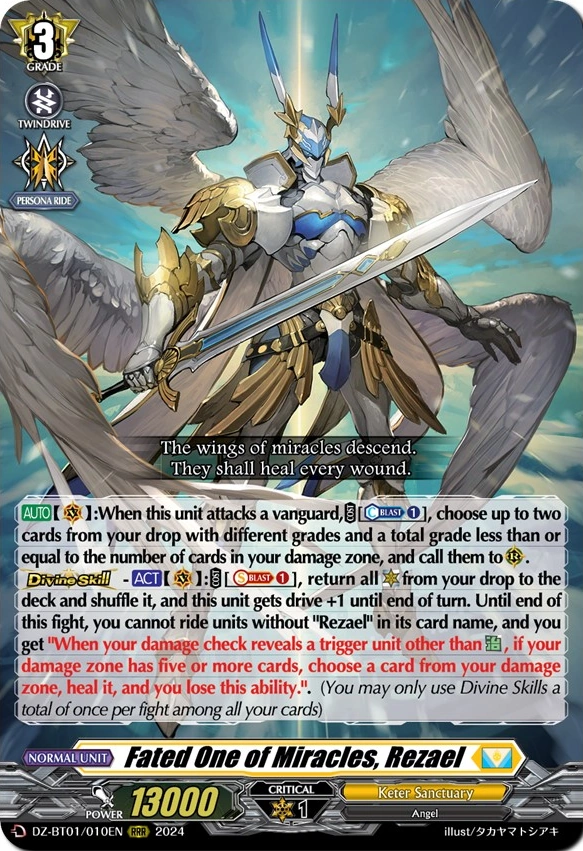 3
GRADE
TWINDRIVE
PERSONA RIDE
The wings of miracles descend.
They shall heal every wound.
AUTO【 】:When this unit attacks a vanguard, COST [C BLAST 1], choose up to two
cards from your drop with different grades and a total grade less than or
equal to the number of cards in your damage zone, and call them to R.
Divine Skill - ACT【 】:COST [S BLAST 1], return all from your drop to the
deck and shuffle it, and this unit gets drive +1 until end of turn. Until end of
this fight, you cannot ride units without "Rezael" in its card name, and you
get "When your damage check reveals a trigger unit other than 治, if your
damage zone has five or more cards, choose a card from your damage
zone, heal it, and you lose this ability.". (You may only use Divine Skills a
total of once per fight among all your cards)
NORMAL UNIT Fated One of Miracles, Rezael
POWER 13000 CRITICAL 1 Keter Sanctuary
Angel
D DZ-BT01/010EN RRR 2024 illust/タカヤマトシアキ